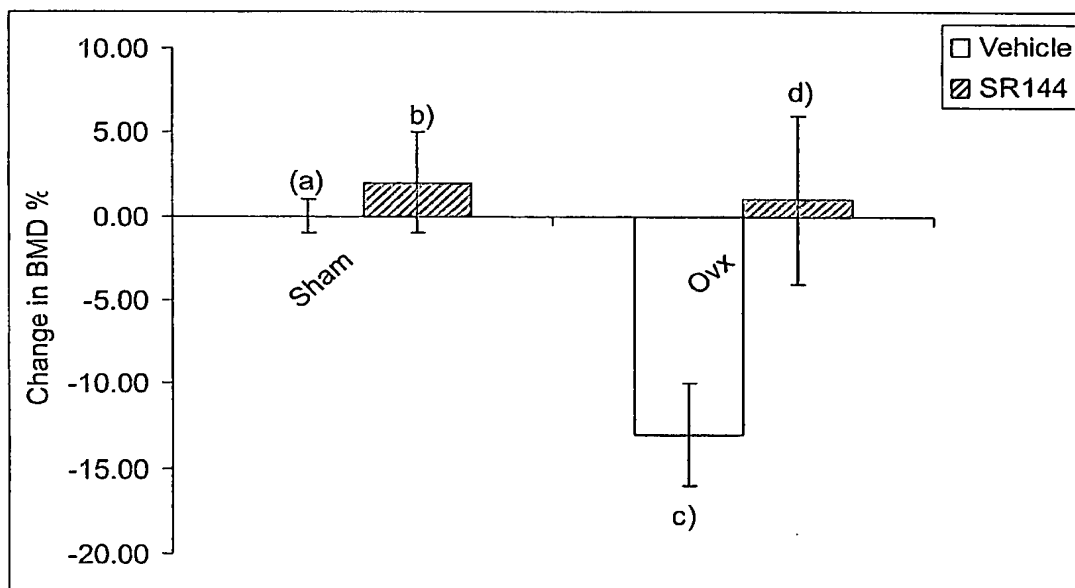 10.00
5.00
0.00
-5.00
-10.00
-15.00
-20.00
Change in BMD %
Vehicle
SR144
(a)
b)
c)
d)
Sham
Ovx